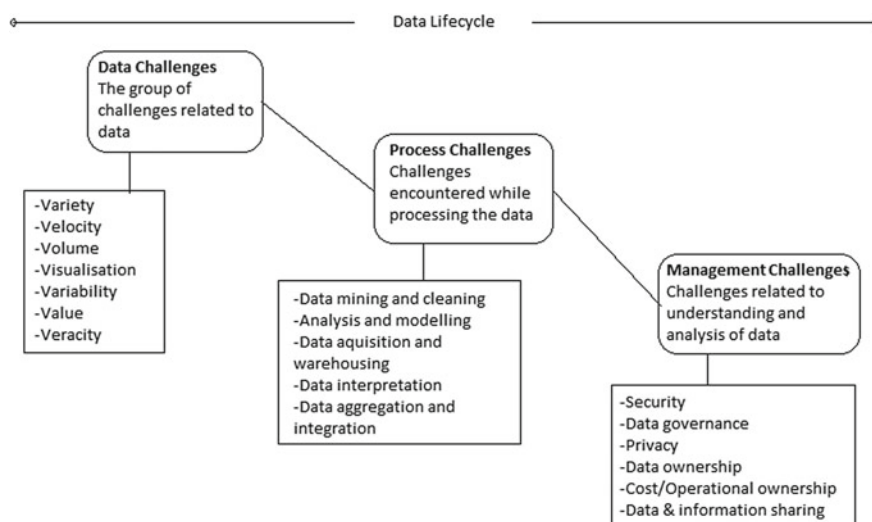 Data Lifecycle
Data Challenges
The group of
challenges related to
data
-Variety
-Velocity
-Volume
-Visualisation
-Variability
-Value
-Veracity
Process Challenges
Challenges
encountered while
processing the data
-Data mining and cleaning
-Analysis and modelling
-Data aquisition and
warehousing
-Data interpretation
-Data aggregation and
integration
Management Challenges
Challenges related to
understanding and
analysis of data
-Security
-Data governance
-Privacy
-Data ownership
-Cost/Operational ownership
-Data & information sharing